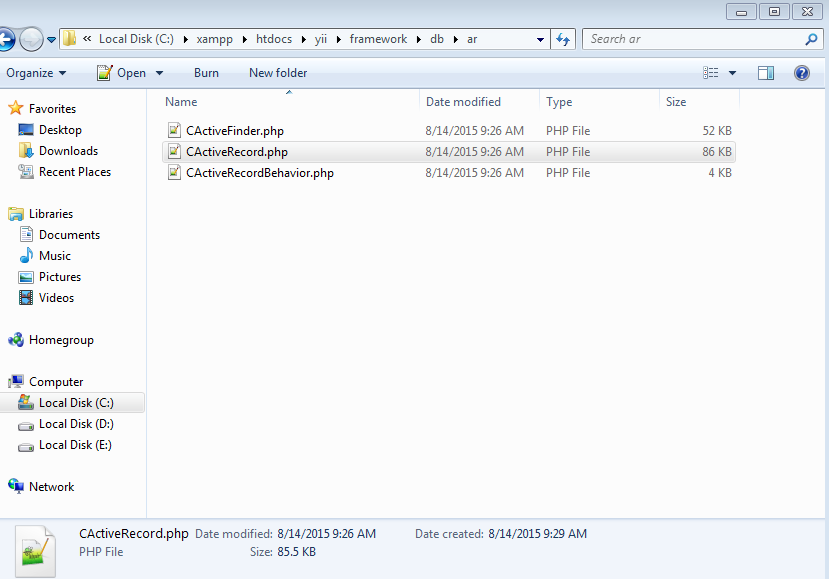 « Local Disk (C:) xampp htdocs yii framework db ar Search ar
Organize Open Burn New folder
Name Date modified Type Size
Favorites
Desktop
Downloads
Recent Places
Libraries
Documents
Music
Pictures
Videos
Homegroup
Computer
Local Disk (C:)
Local Disk (D:)
Local Disk (E:)
Network
CActiveFinder.php 8/14/2015 9:26 AM PHP File 52 KB
CActiveRecord.php 8/14/2015 9:26 AM PHP File 86 KB
CActiveRecordBehavior.php 8/14/2015 9:26 AM PHP File 4 KB
CActiveRecord.php Date modified: 8/14/2015 9:26 AM Date created: 8/14/2015 9:29 AM
PHP File Size: 85.5 KB